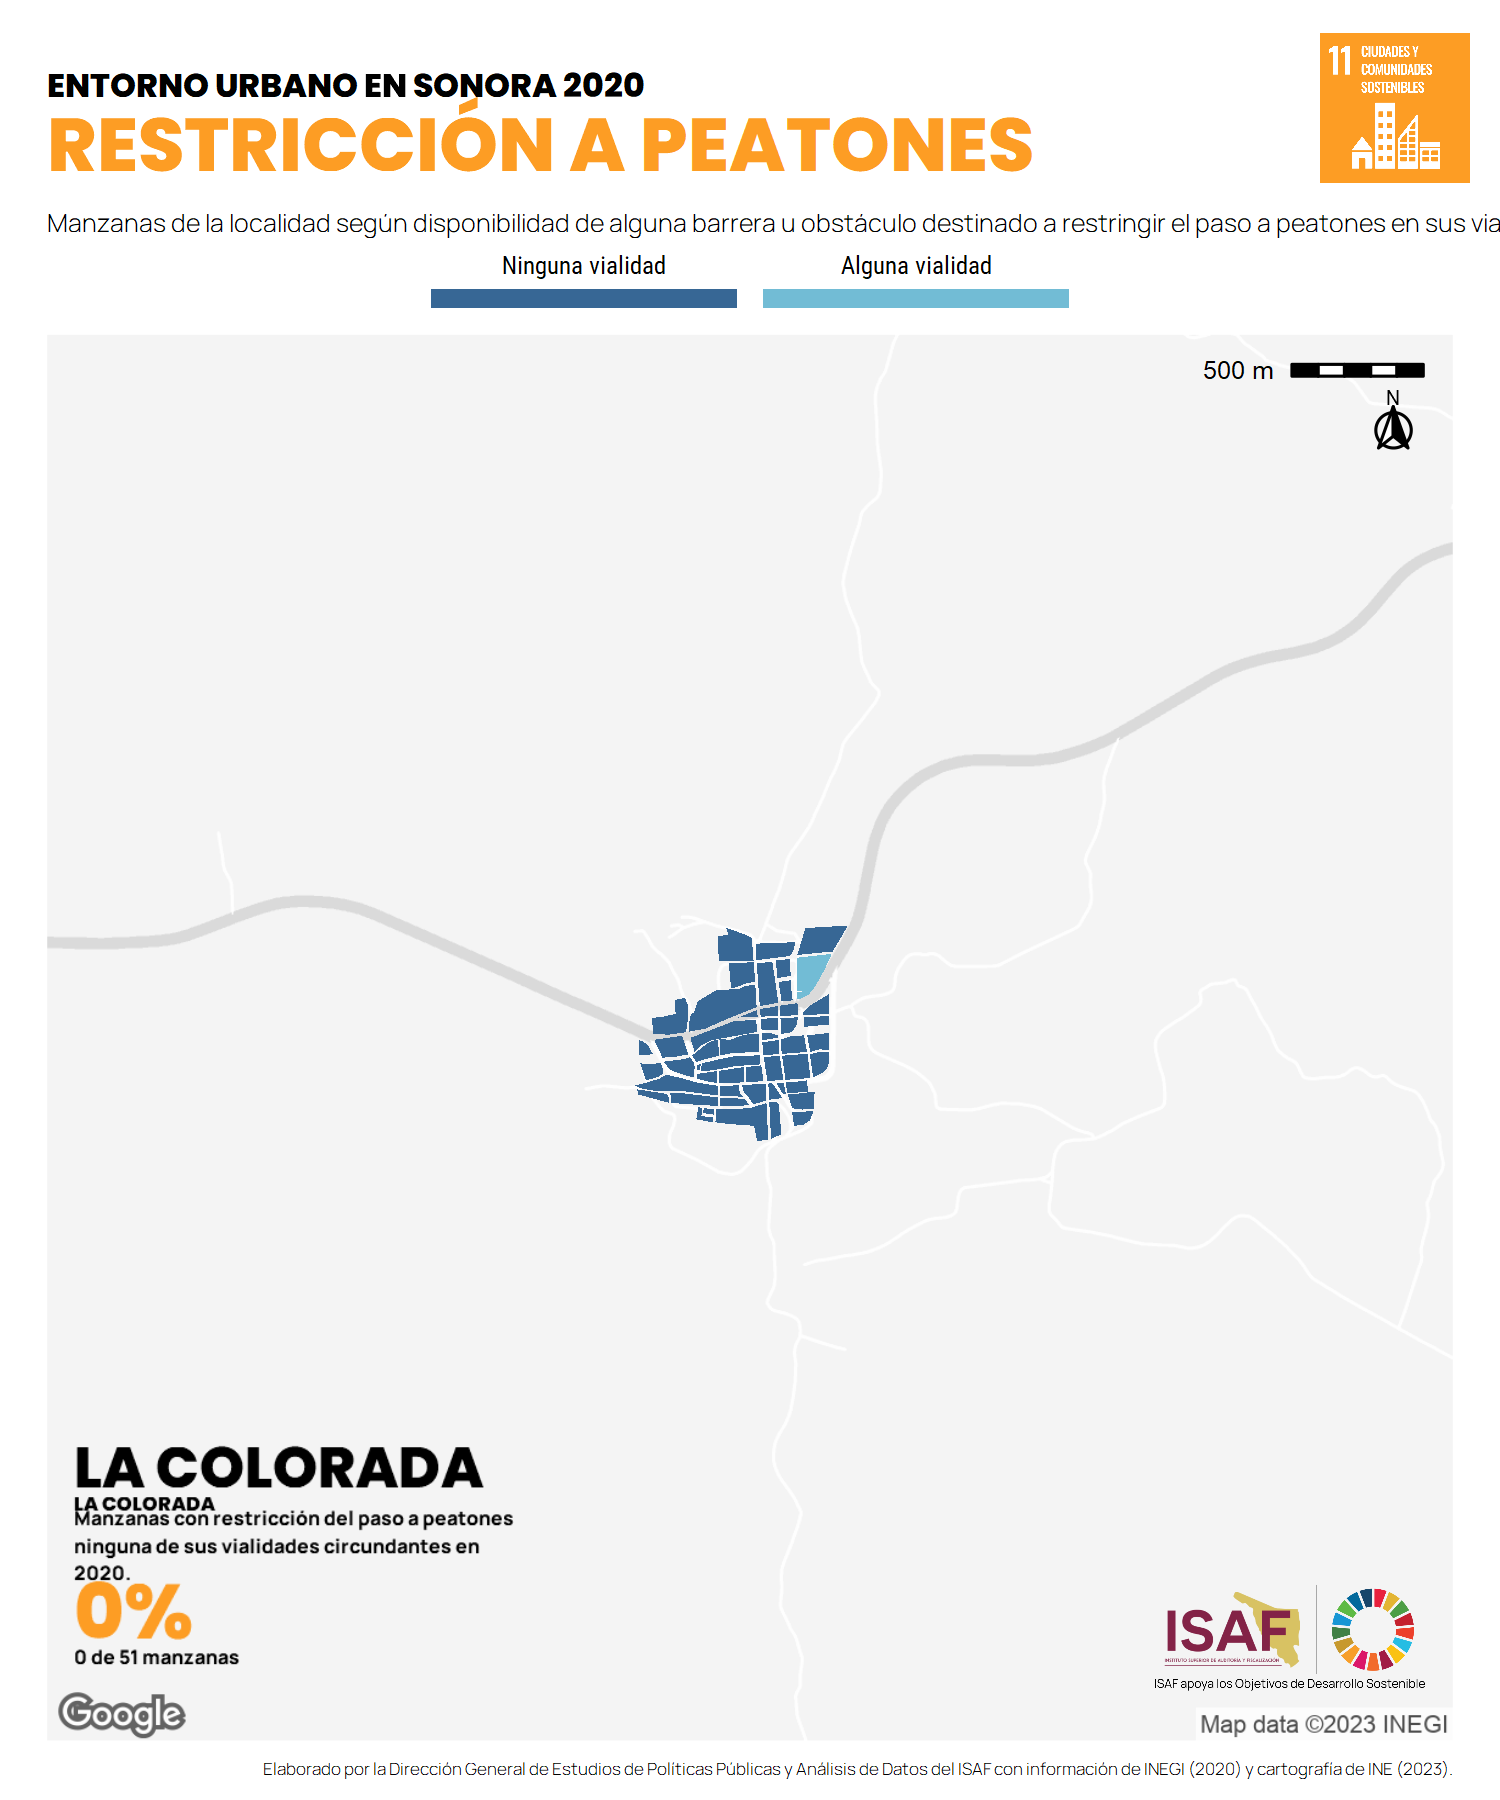 ENTORNO URBANO EN SONORA 2020
RESTRICCIÓN A PEATONES
11 CIUDADES Y
COMUNIDADES
SOSTENIBLES
Manzanas de la localidad según disponibilidad de alguna barrera u obstáculo destinado a restringir el paso a peatones en sus via
Ninguna vialidad
Alguna vialidad
500 m
N
LA COLORADA
LA COLORADA
Manzanas con restricción del paso a peatones
ninguna de sus vialidades circundantes en
2020.
0%
0 de 51 manzanas
ISAF
INSTITUTO SUPERIOR DE AUDITORÍA Y FISCALIZACIÓN
ISAF apoya los Objetivos de Desarrollo Sostenible
Google
Map data ©2023 INEGI
Elaborado por la Dirección General de Estudios de Políticas Públicas y Análisis de Datos del ISAF con información de INEGI (2020) y cartografía de INE (2023).